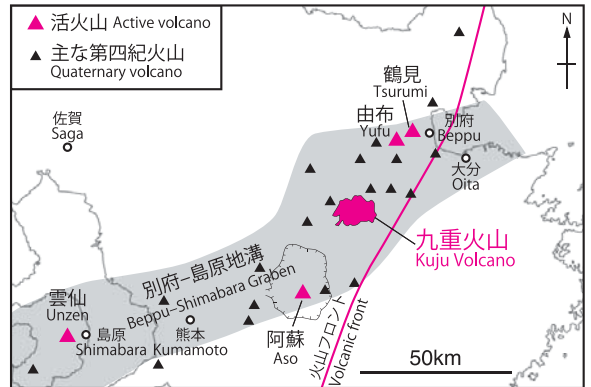 活火山 Active volcano
主な第四紀火山
Quaternary volcano
N
鶴見
Tsurumi
由布
Yufu
別府
Beppu
佐賀
Saga
大分
Oita
九重火山
Kuju Volcano
別府–島原地溝
Beppu–Shimabara Graben
雲仙
Unzen
島原
Shimabara
熊本
Kumamoto
阿蘇
Aso
火山フロント
Volcanic front
50km